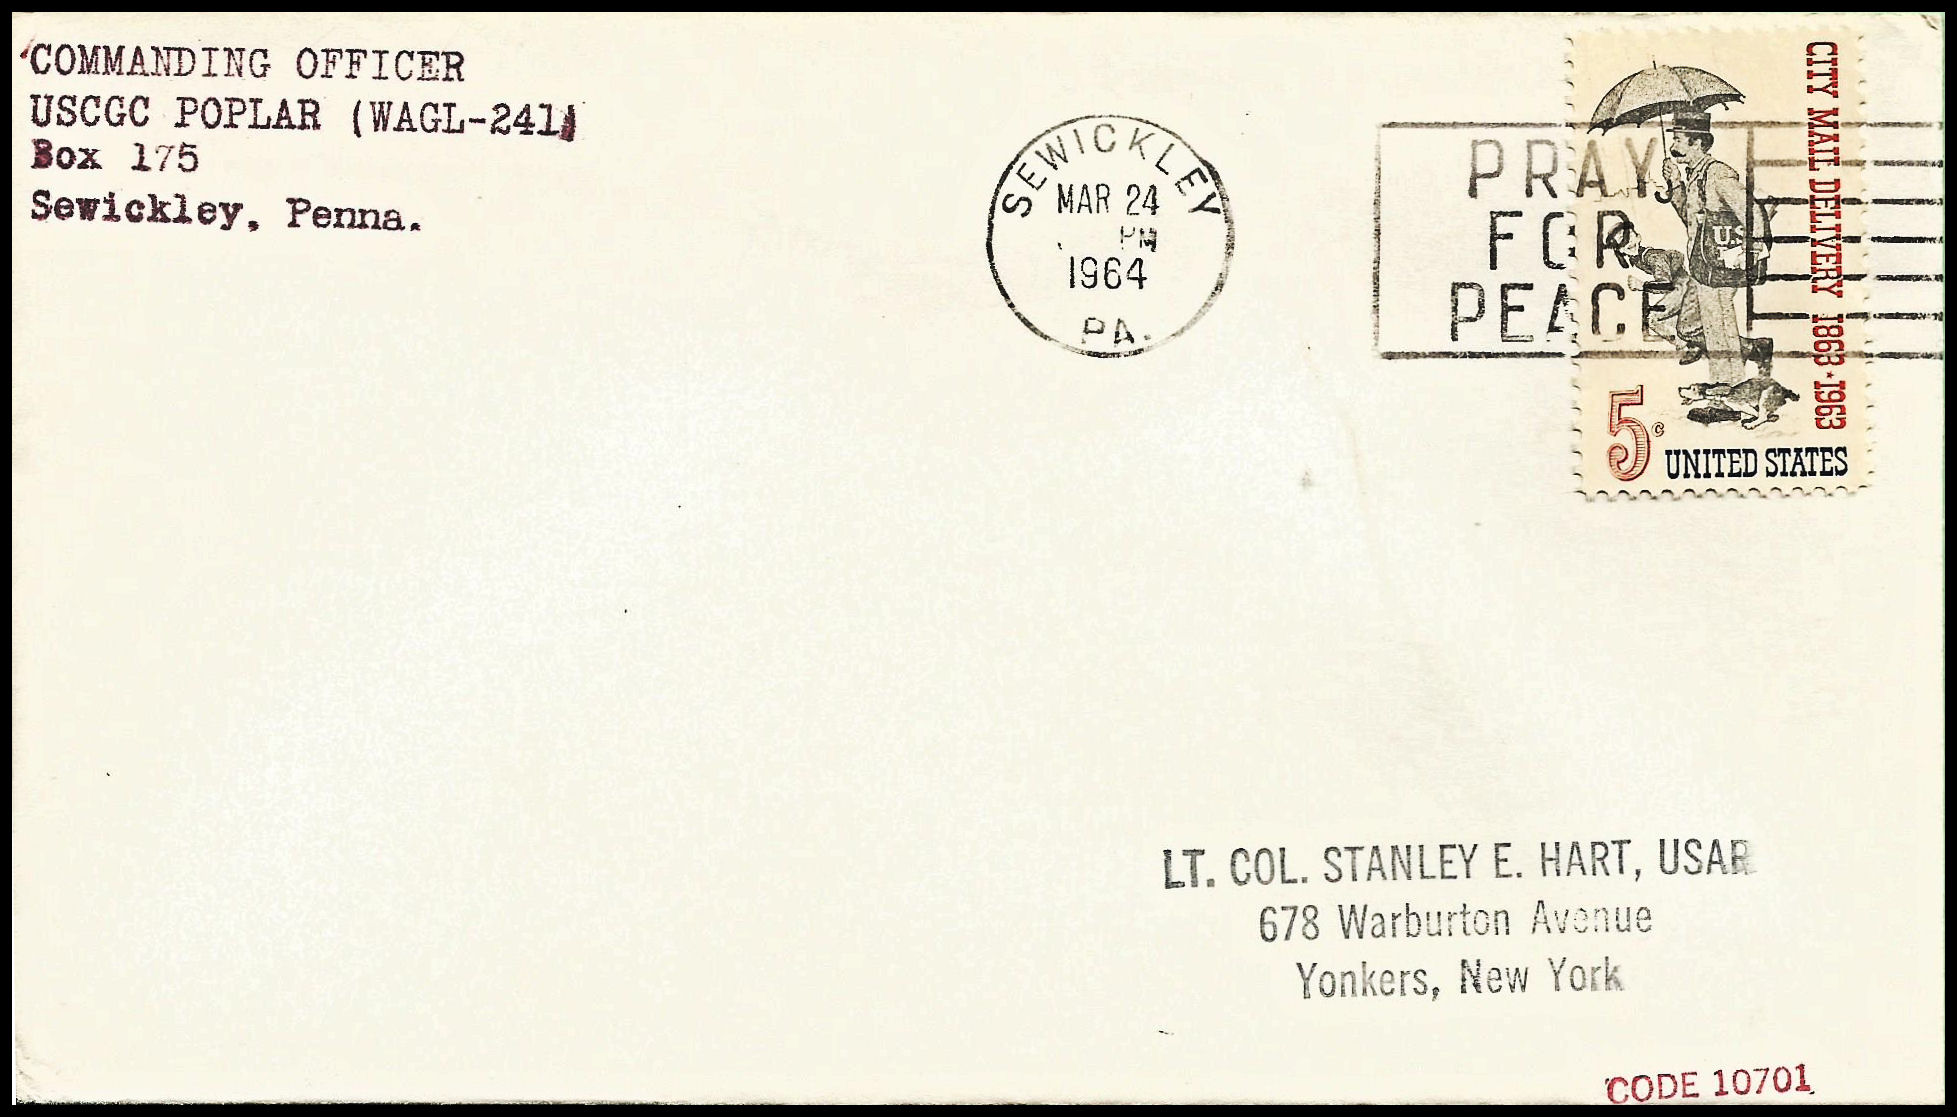 COMMANDING OFFICER
USCGC POPLAR (WAGL-241)
Box 175
Sewickley, Penna.
SEWICKLEY
MAR 24
PM
1964
PA.
PRAY
FOR
PEACE
CITY MAIL DELIVERY 1863 · 1963
US
5c
UNITED STATES
LT. COL. STANLEY E. HART, USAR
678 Warburton Avenue
Yonkers, New York
CODE 10701